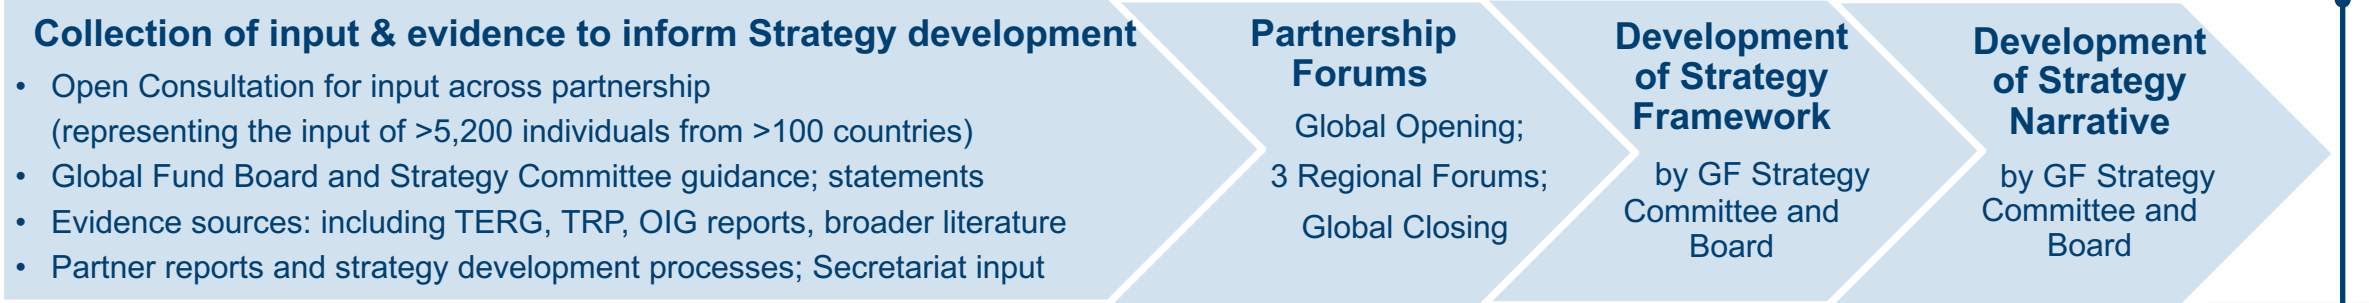 Collection of input & evidence to inform Strategy development
• Open Consultation for input across partnership
(representing the input of >5,200 individuals from >100 countries)
• Global Fund Board and Strategy Committee guidance; statements
• Evidence sources: including TERG, TRP, OIG reports, broader literature
• Partner reports and strategy development processes; Secretariat input
Partnership
Forums
Global Opening;
3 Regional Forums;
Global Closing
Development
of Strategy
Framework
by GF Strategy
Committee and
Board
Development
of Strategy
Narrative
by GF Strategy
Committee and
Board